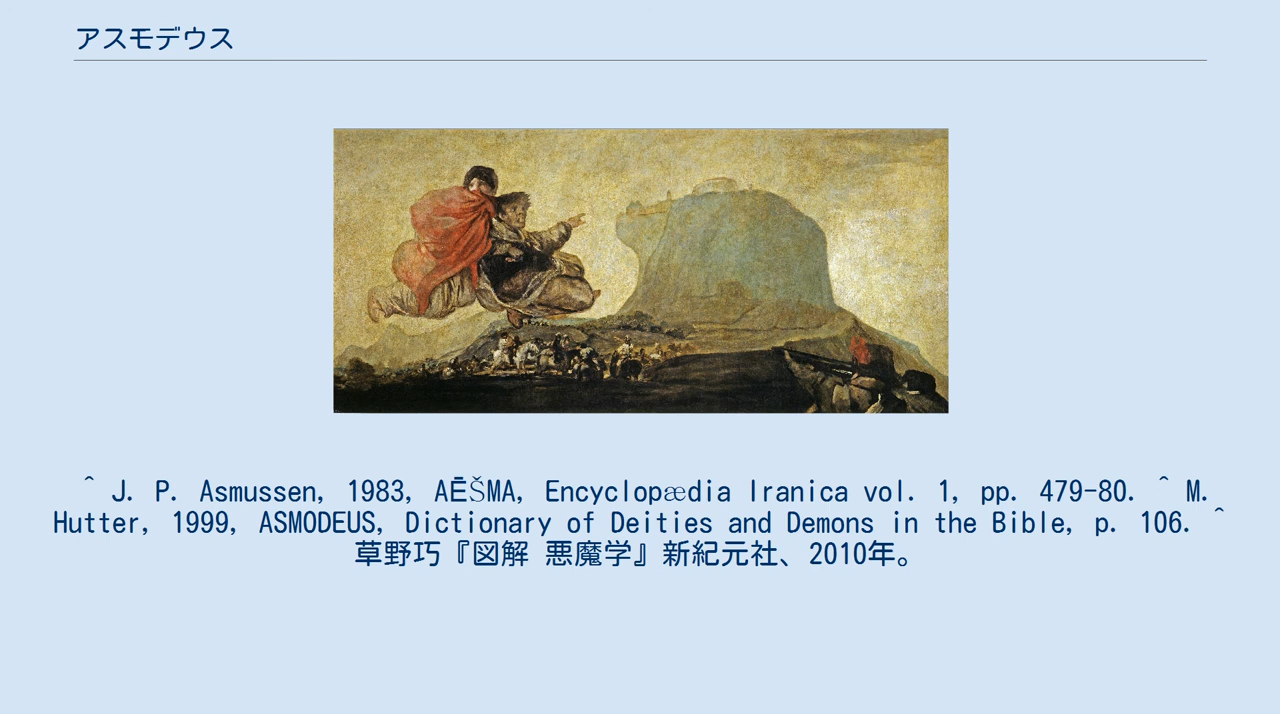 アスモデウス
^ J. P. Asmussen, 1983, AĒŠMA, Encyclopædia Iranica vol. 1, pp. 479-80. ^ M.
Hutter, 1999, ASMODEUS, Dictionary of Deities and Demons in the Bible, p. 106. ^
草野巧『図解 悪魔学』新紀元社、2010年。